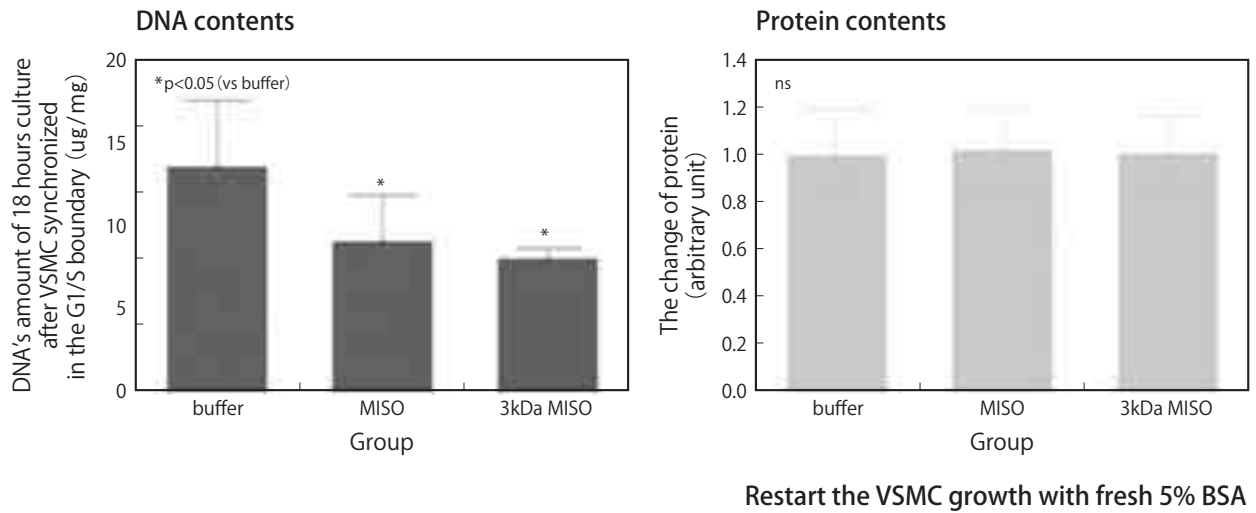 DNA contents
DNA's amount of 18 hours culture
after VSMC synchronized
in the G1/S boundary (ug/mg)
20
15
10
5
0
*p<0.05 (vs buffer)
*
*
buffer MISO 3kDa MISO
Group
Protein contents
The change of protein
(arbitrary unit)
1.4
1.2
1.0
0.8
0.6
0.4
0.2
0.0
ns
buffer MISO 3kDa MISO
Group
Restart the VSMC growth with fresh 5% BSA